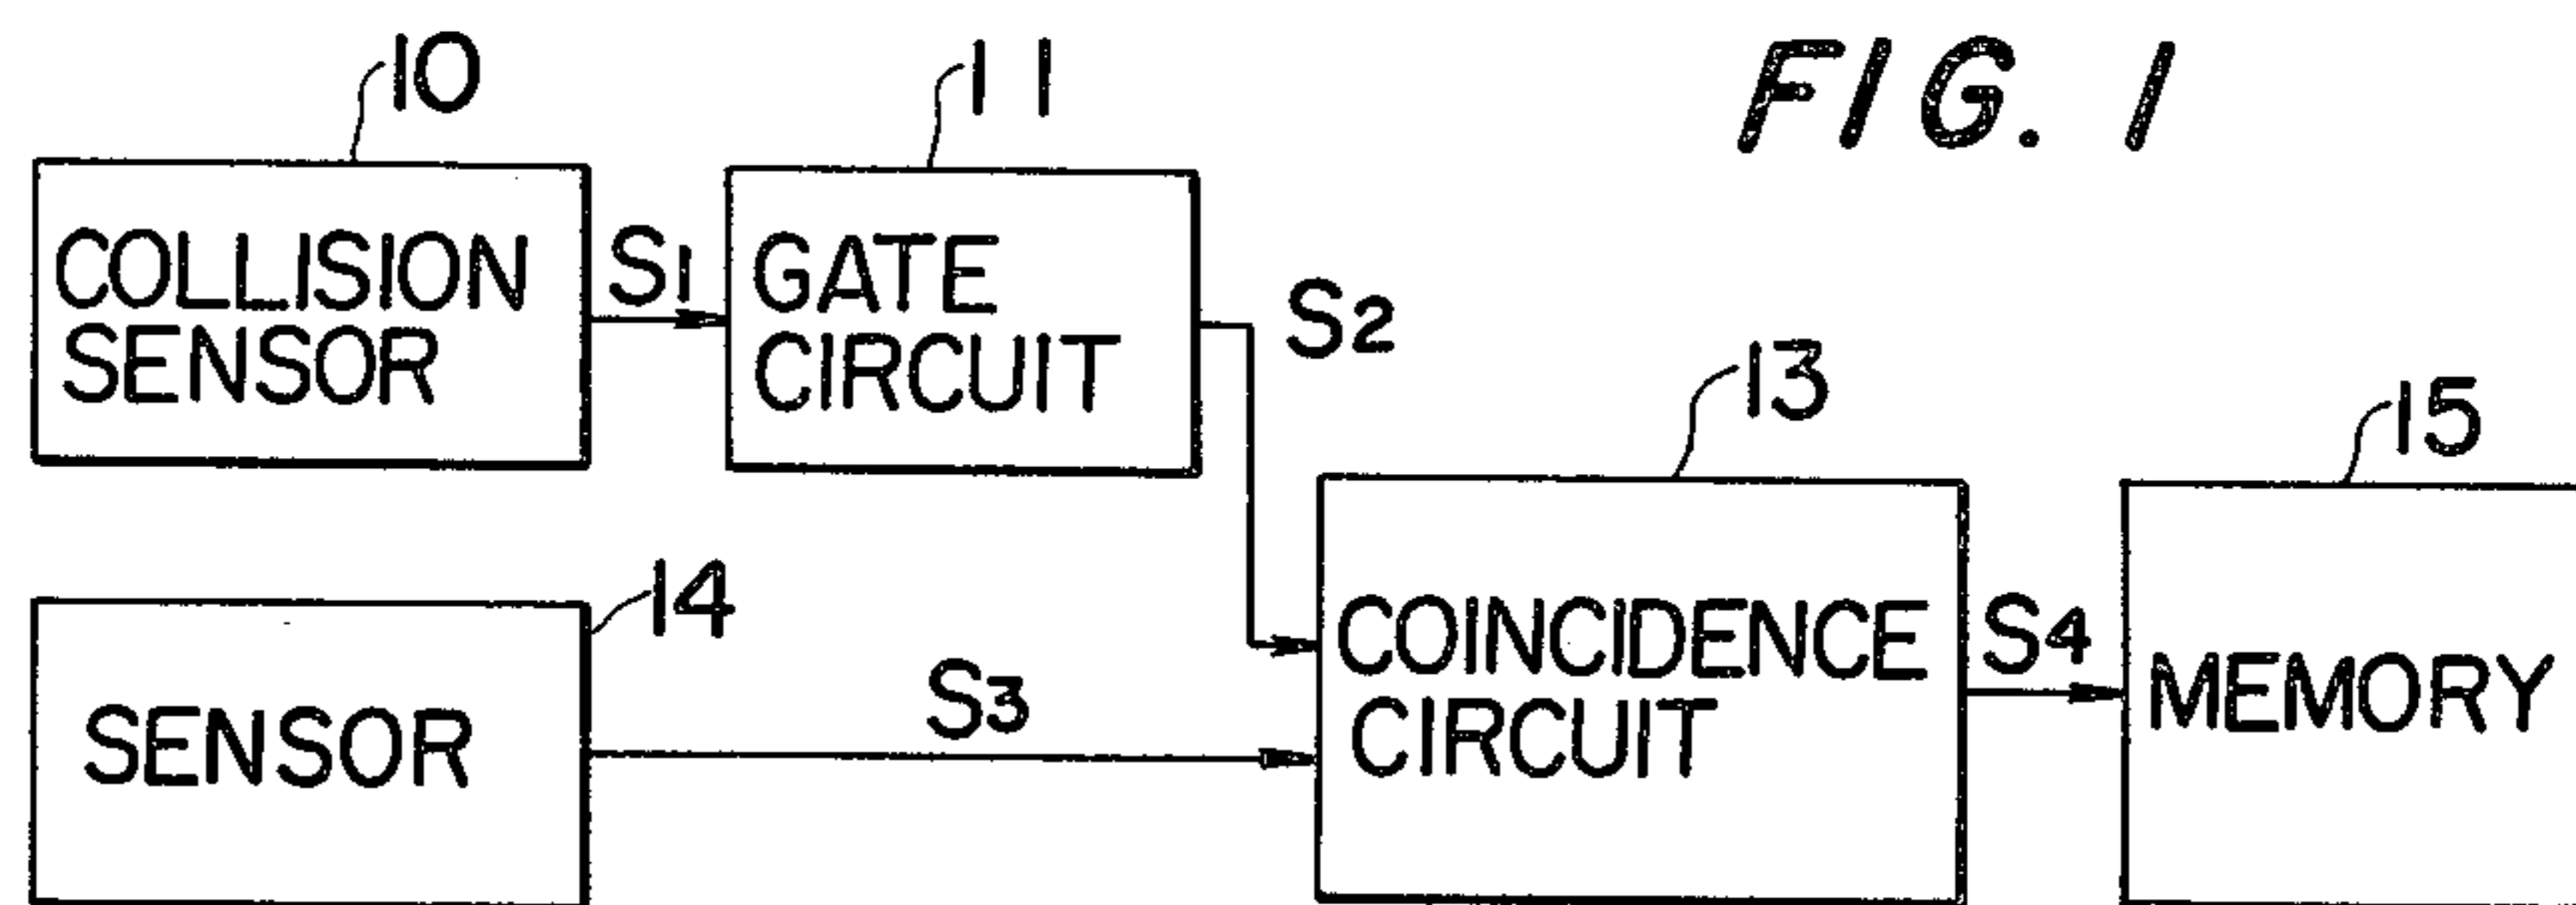 FIG. 1
10
11
COLLISION
SENSOR
S1
GATE
CIRCUIT
S2
13
15
14
SENSOR
S3
COINCIDENCE
CIRCUIT
S4
MEMORY